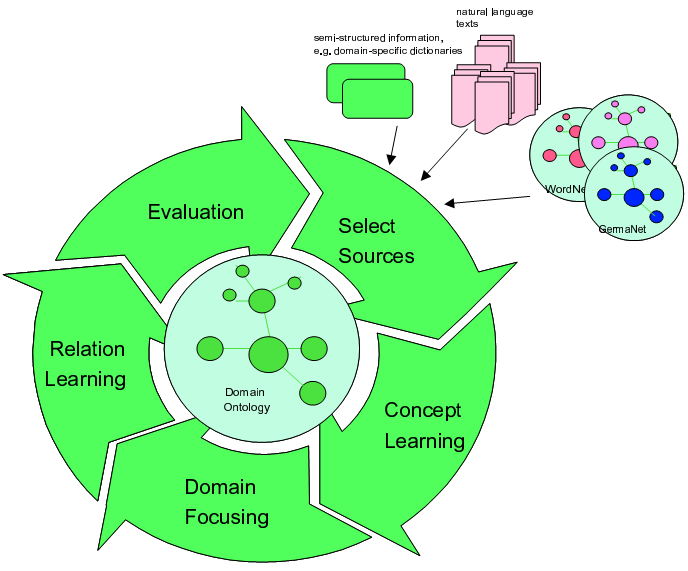 natural language
texts
semi-structured information,
e.g. domain-specific dictionaries
WordNe
GermaNet
Evaluation
Select
Sources
Relation
Learning
Domain
Ontology
Concept
Learning
Domain
Focusing